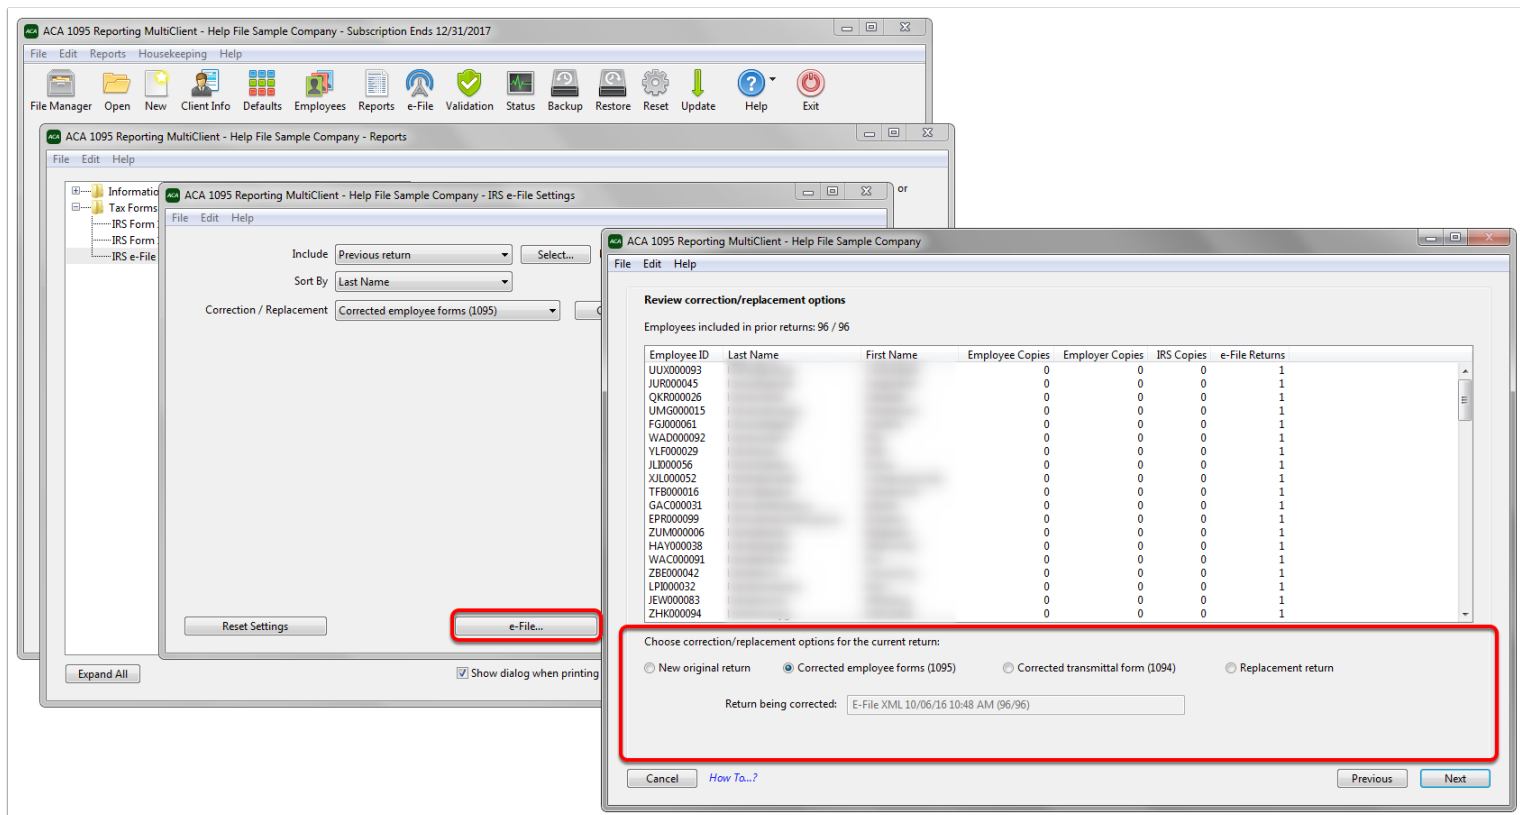 ACA 1095 Reporting MultiClient - Help File Sample Company - Subscription Ends 12/31/2017
File Edit Reports Housekeeping Help
File Manager Open New Client Info Defaults Employees Reports e-File Validation Status Backup Restore Reset Update Help Exit
ACA 1095 Reporting MultiClient - Help File Sample Company - Reports
File Edit Help
Tax Forms
IRS Form
IRS Form
IRS e-File
or
Expand All
Show dialog when printing
ACA 1095 Reporting MultiClient - Help File Sample Company - IRS e-File Settings
File Edit Help
Include Previous return Select...
Sort By Last Name
Correction / Replacement Corrected employee forms (1095)
Reset Settings e-File...
ACA 1095 Reporting MultiClient - Help File Sample Company
File Edit Help
Review correction/replacement options
Employees included in prior returns: 96 / 96
Employee ID Last Name First Name Employee Copies Employer Copies IRS Copies e-File Returns
UUX000093 0 0 0 1
JUR000045 0 0 0 1
QKR000026 0 0 0 1
UMG000015 0 0 0 1
FGJ000061 0 0 0 1
WAD000092 0 0 0 1
YLF000029 0 0 0 1
JLI000056 0 0 0 1
XJL000052 0 0 0 1
TFB000016 0 0 0 1
GAC000031 0 0 0 1
EPR000099 0 0 0 1
ZUM000006 0 0 0 1
HAY000038 0 0 0 1
WAC000091 0 0 0 1
ZBE000042 0 0 0 1
LPI000032 0 0 0 1
JEW000083 0 0 0 1
ZHK000094 0 0 0 1
Choose correction/replacement options for the current return:
New original return Corrected employee forms (1095) Corrected transmittal form (1094) Replacement return
Return being corrected: E-File XML 10/06/16 10:48 AM (96/96)
Cancel How To...? Previous Next